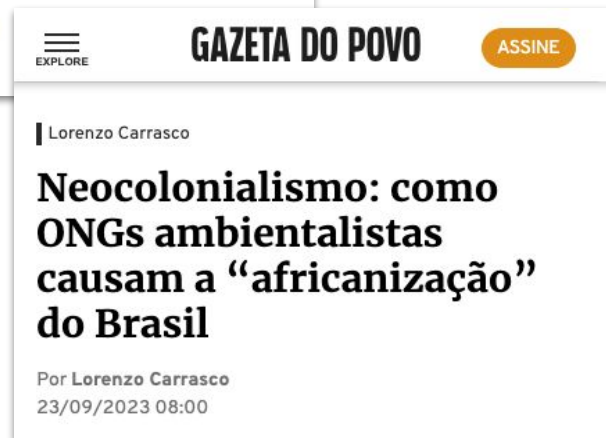 EXPLORE
GAZETA DO POVO
ASSINE
Lorenzo Carrasco
Neocolonialismo: como
ONGs ambientalistas
causam a “africanização”
do Brasil
Por Lorenzo Carrasco
23/09/2023 08:00